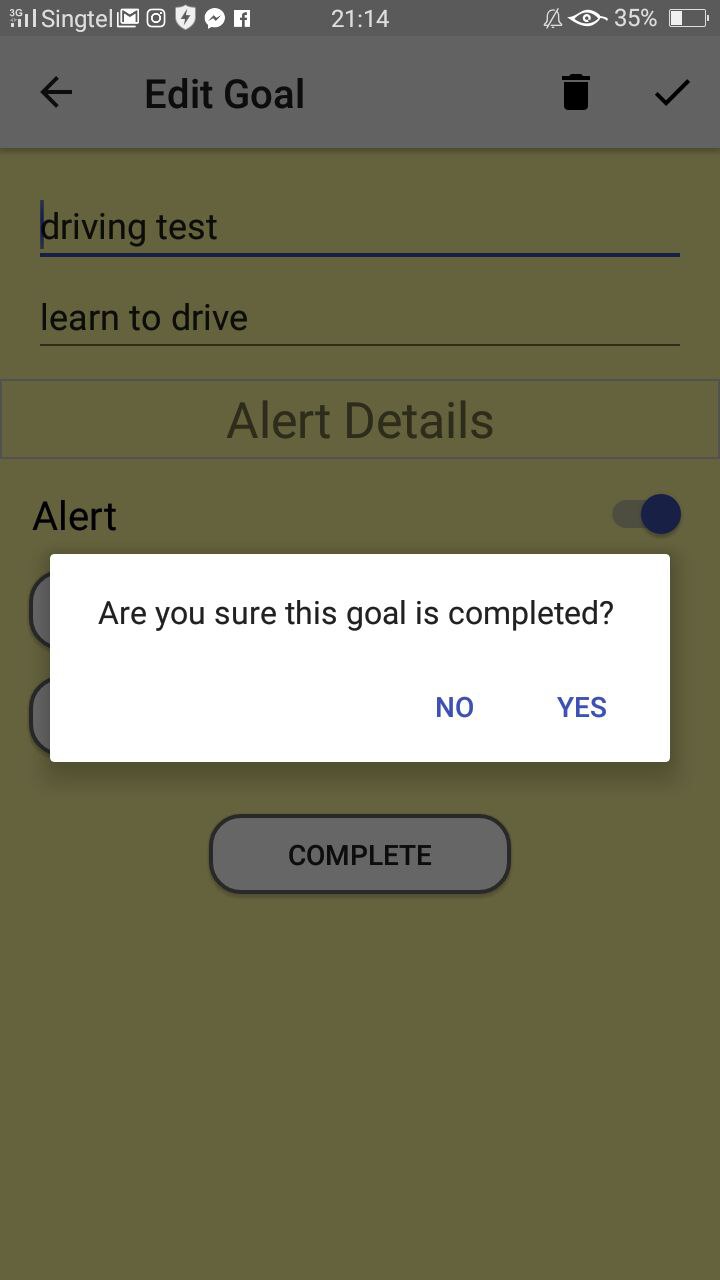 3G Singtel 21:14 35%
Edit Goal
driving test
learn to drive
Alert Details
Alert
Are you sure this goal is completed?
NO YES
COMPLETE